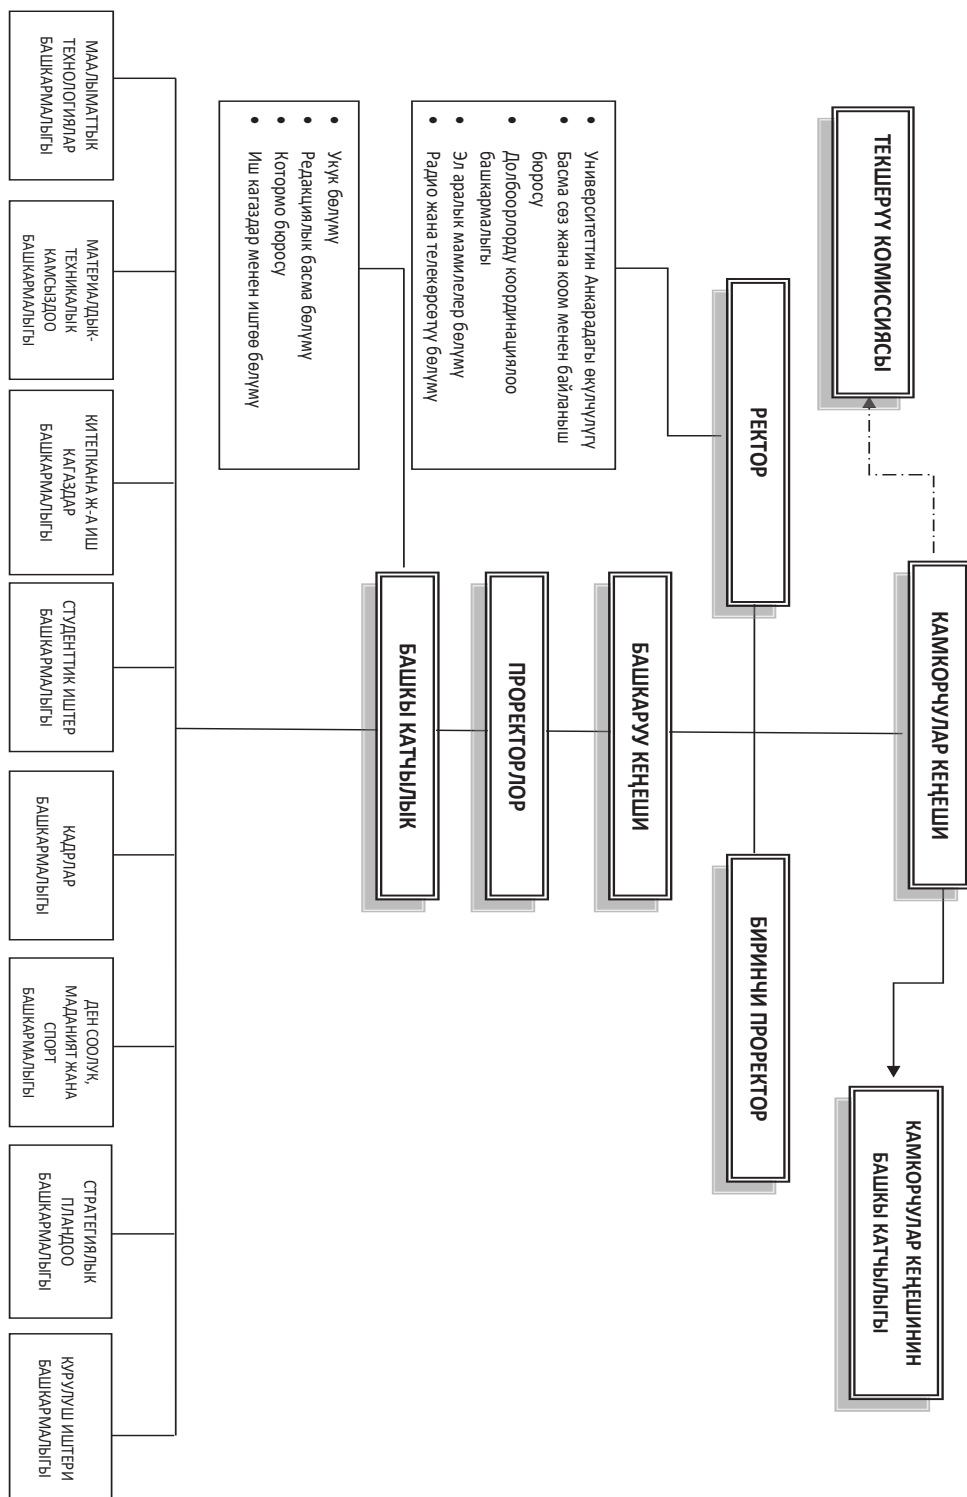 ТЕКШЕРҮҮ КОМИССИЯСЫ
КАМКОРЧУЛАР КЕҢЕШИ
КАМКОРЧУЛАР КЕҢЕШИНИН
БАШКЫ КАТЧЫЛЫГЫ
РЕКТОР
БИРИНЧИ ПРОРЕКТОР
БАШКАРУУ КЕҢЕШИ
• Университеттин Анкарадагы өкүлчүлүгү
• Басма сөз жана коом менен байланыш
бюросу
• Долбоорлорду координациялоо
башкармалыгы
• Эл аралык мамилелер бөлүмү
• Радио жана телекөрсөтүү бөлүмү
ПРОРЕКТОРЛОР
БАШКЫ КАТЧЫЛЫК
• Укук бөлүмү
• Редакциялык басма бөлүмү
• Котормо бюросу
• Иш кагаздар менен иштөө бөлүмү
МААЛЫМАТТЫК
ТЕХНОЛОГИЯЛАР
БАШКАРМАЛЫГЫ
МАТЕРИАЛДЫК-
ТЕХНИКАЛЫК
КАМСЫЗДОО
БАШКАРМАЛЫГЫ
КИТЕПКАНА Ж-А ИШ
КАГАЗДАР
БАШКАРМАЛЫГЫ
СТУДЕНТТИК ИШТЕР
БАШКАРМАЛЫГЫ
КАДРЛАР
БАШКАРМАЛЫГЫ
ДЕН СООЛУК,
МАДАНИЯТ ЖАНА
СПОРТ
БАШКАРМАЛЫГЫ
СТРАТЕГИЯЛЫК
ПЛАНДОО
БАШКАРМАЛЫГЫ
КУРУЛУШ ИШТЕРИ
БАШКАРМАЛЫГЫ